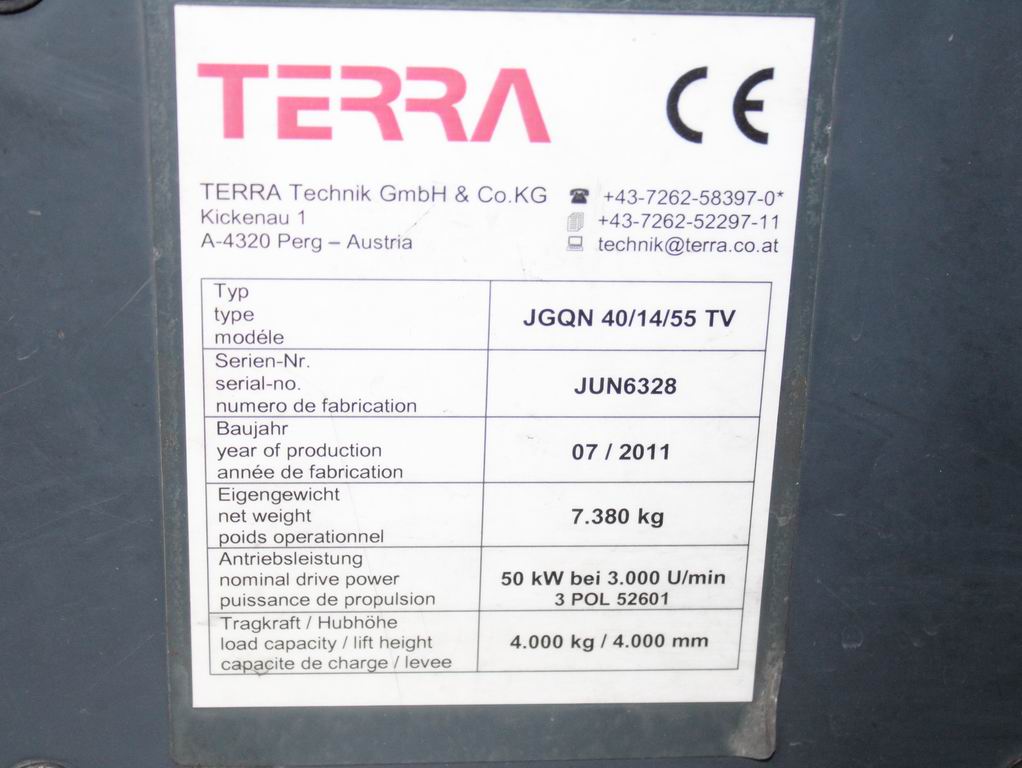 TERRA CE
TERRA Technik GmbH & Co.KG ☎ +43-7262-58397-0*
Kickenau 1 +43-7262-52297-11
A-4320 Perg – Austria technik@terra.co.at
Typ
type
modéle
JGQN 40/14/55 TV
Serien-Nr.
serial-no.
numero de fabrication
JUN6328
Baujahr
year of production
année de fabrication
07 / 2011
Eigengewicht
net weight
poids operationnel
7.380 kg
Antriebsleistung
nominal drive power
puissance de propulsion
50 kW bei 3.000 U/min
3 POL 52601
Tragkraft / Hubhöhe
load capacity / lift height
capacite de charge / levee
4.000 kg / 4.000 mm